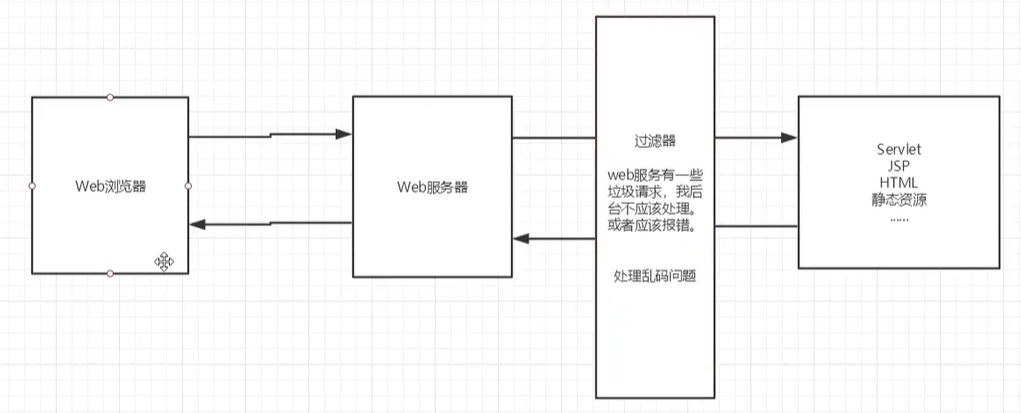 Web浏览器
Web服务器
过滤器
web服务有一些
垃圾请求，我后
台不应该处理。
或者应该报错。
处理乱码问题
Servlet
JSP
HTML
静态资源
......